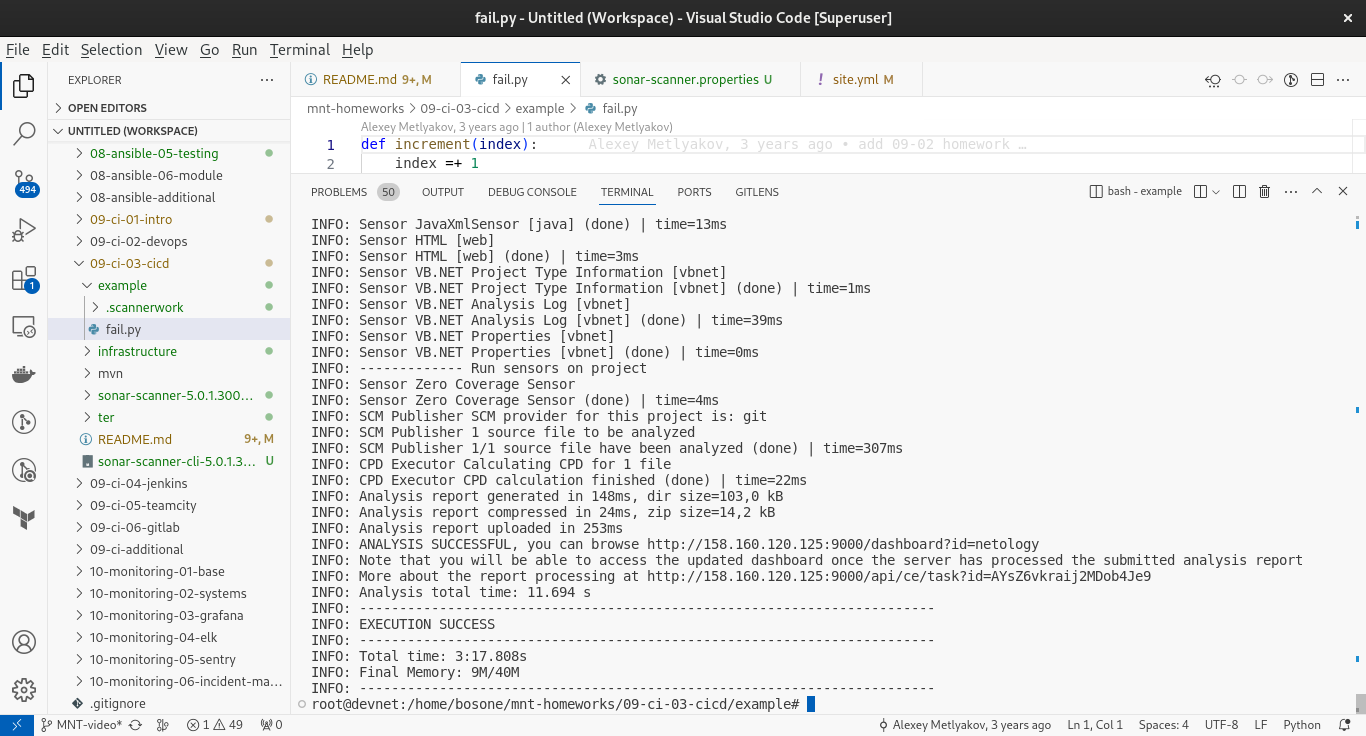 fail.py - Untitled (Workspace) - Visual Studio Code [Superuser]
File Edit Selection View Go Run Terminal Help
EXPLORER
OPEN EDITORS
UNTITLED (WORKSPACE)
08-ansible-05-testing
08-ansible-06-module
08-ansible-additional
09-ci-01-intro
09-ci-02-devops
09-ci-03-cicd
example
.scannerwork
fail.py
infrastructure
mvn
sonar-scanner-5.0.1.300...
ter
README.md 9+, M
sonar-scanner-cli-5.0.1.3... U
09-ci-04-jenkins
09-ci-05-teamcity
09-ci-06-gitlab
09-ci-additional
10-monitoring-01-base
10-monitoring-02-systems
10-monitoring-03-grafana
10-monitoring-04-elk
10-monitoring-05-sentry
10-monitoring-06-incident-ma...
.gitignore
494
1
README.md 9+, M fail.py sonar-scanner.properties U ! site.yml M
mnt-homeworks > 09-ci-03-cicd > example > fail.py
Alexey Metlyakov, 3 years ago | 1 author (Alexey Metlyakov)
1 def increment(index): Alexey Metlyakov, 3 years ago • add 09-02 homework …
2 index =+ 1
PROBLEMS 50 OUTPUT DEBUG CONSOLE TERMINAL PORTS GITLENS bash - example
INFO: Sensor JavaXmlSensor [java] (done) | time=13ms
INFO: Sensor HTML [web]
INFO: Sensor HTML [web] (done) | time=3ms
INFO: Sensor VB.NET Project Type Information [vbnet]
INFO: Sensor VB.NET Project Type Information [vbnet] (done) | time=1ms
INFO: Sensor VB.NET Analysis Log [vbnet]
INFO: Sensor VB.NET Analysis Log [vbnet] (done) | time=39ms
INFO: Sensor VB.NET Properties [vbnet]
INFO: Sensor VB.NET Properties [vbnet] (done) | time=0ms
INFO: ------------- Run sensors on project
INFO: Sensor Zero Coverage Sensor
INFO: Sensor Zero Coverage Sensor (done) | time=4ms
INFO: SCM Publisher SCM provider for this project is: git
INFO: SCM Publisher 1 source file to be analyzed
INFO: SCM Publisher 1/1 source file have been analyzed (done) | time=307ms
INFO: CPD Executor Calculating CPD for 1 file
INFO: CPD Executor CPD calculation finished (done) | time=22ms
INFO: Analysis report generated in 148ms, dir size=103,0 kB
INFO: Analysis report compressed in 24ms, zip size=14,2 kB
INFO: Analysis report uploaded in 253ms
INFO: ANALYSIS SUCCESSFUL, you can browse http://158.160.120.125:9000/dashboard?id=netology
INFO: Note that you will be able to access the updated dashboard once the server has processed the submitted analysis report
INFO: More about the report processing at http://158.160.120.125:9000/api/ce/task?id=AYsZ6vkraij2MDob4Je9
INFO: Analysis total time: 11.694 s
INFO: ------------------------------------------------------------------------
INFO: EXECUTION SUCCESS
INFO: ------------------------------------------------------------------------
INFO: Total time: 3:17.808s
INFO: Final Memory: 9M/40M
INFO: ------------------------------------------------------------------------
root@devnet:/home/bosone/mnt-homeworks/09-ci-03-cicd/example#
MNT-video* 1 49 0 Alexey Metlyakov, 3 years ago Ln 1, Col 1 Spaces: 4 UTF-8 LF Python